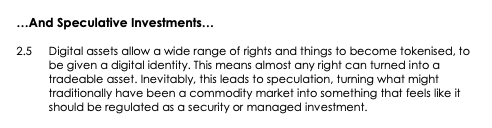 ...And Speculative Investments...
2.5 Digital assets allow a wide range of rights and things to become tokenised, to
be given a digital identity. This means almost any right can turned into a
tradeable asset. Inevitably, this leads to speculation, turning what might
traditionally have been a commodity market into something that feels like it
should be regulated as a security or managed investment.